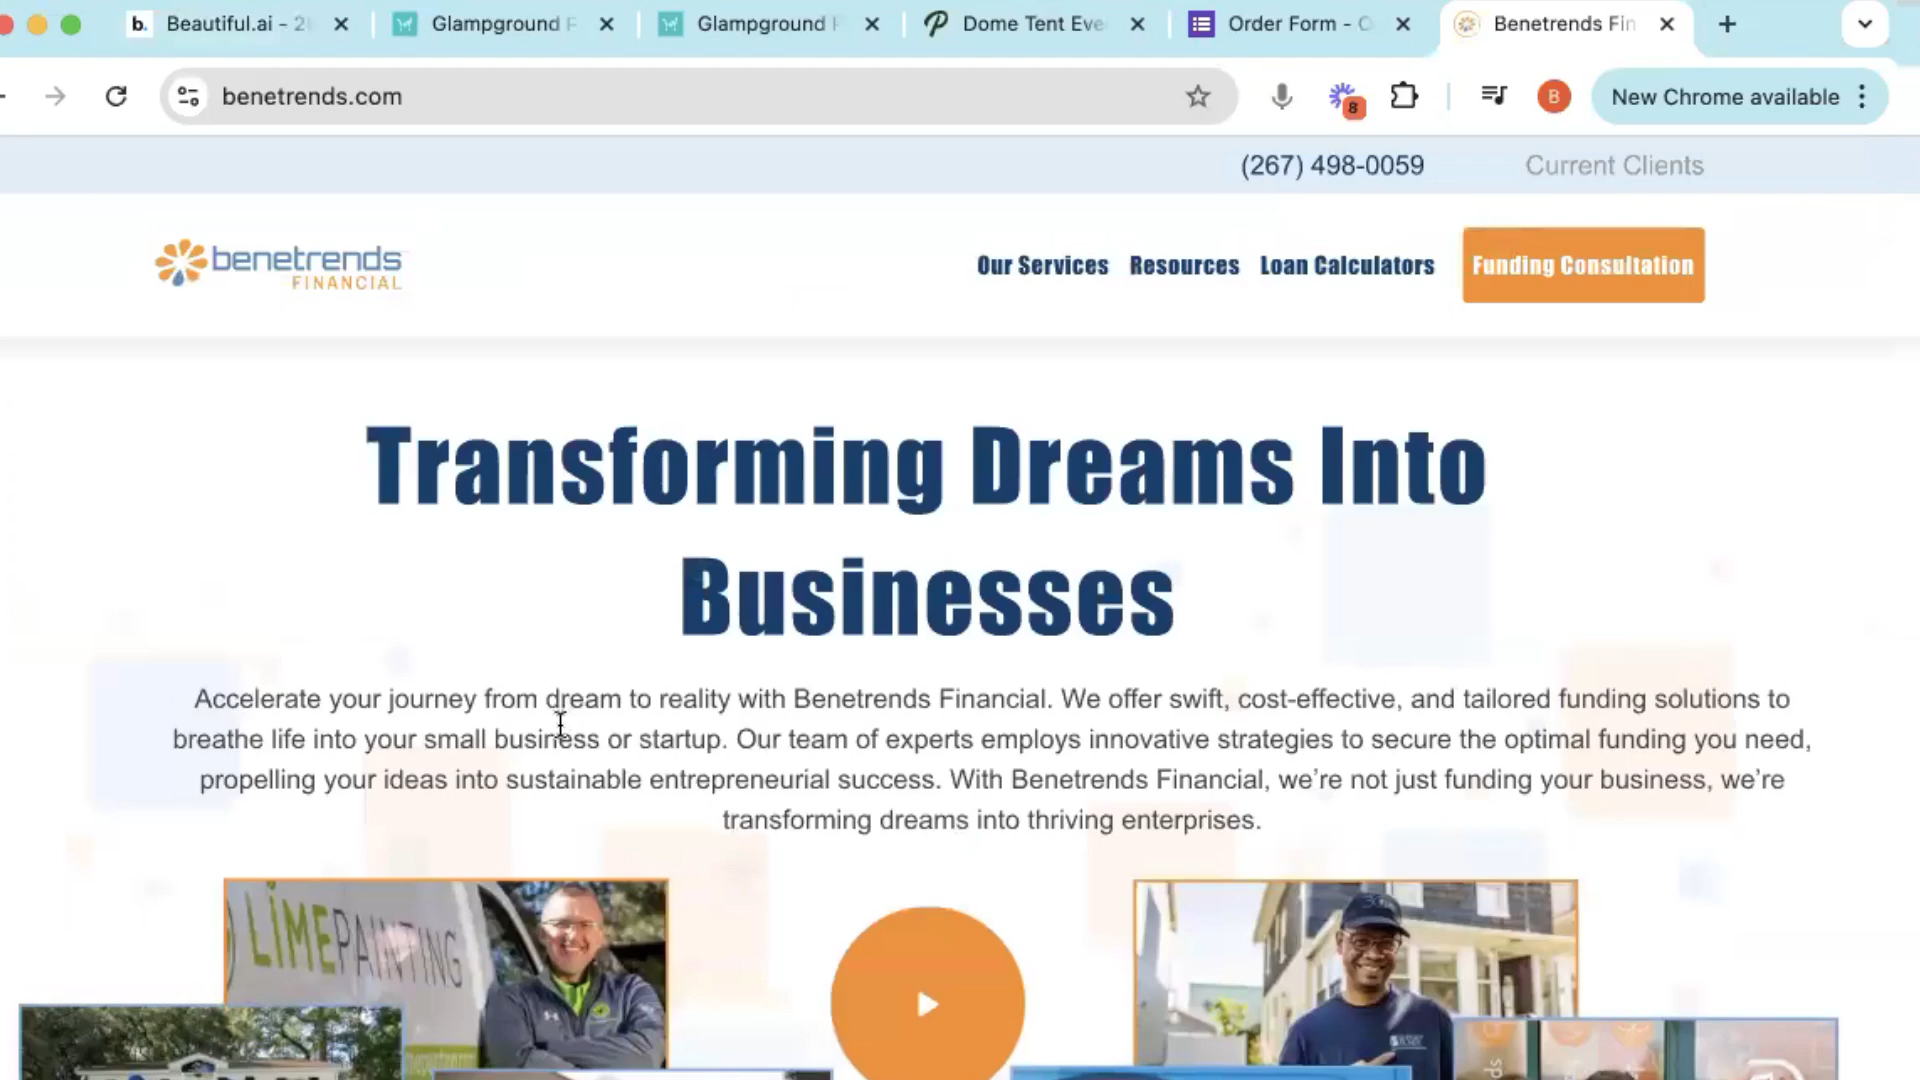 b. Beautiful.ai - 2
Glampground F
Glampground
Dome Tent Eve
Order Form - O
Benetrends Fin
benetrends.com
8
B
New Chrome available
(267) 498-0059
Current Clients
benetrends
FINANCIAL
Our Services
Resources
Loan Calculators
Funding Consultation
Transforming Dreams Into
Businesses
Accelerate your journey from dream to reality with Benetrends Financial. We offer swift, cost-effective, and tailored funding solutions to
breathe life into your small business or startup. Our team of experts employs innovative strategies to secure the optimal funding you need,
propelling your ideas into sustainable entrepreneurial success. With Benetrends Financial, we’re not just funding your business, we’re
transforming dreams into thriving enterprises.
LIMEPAINTING